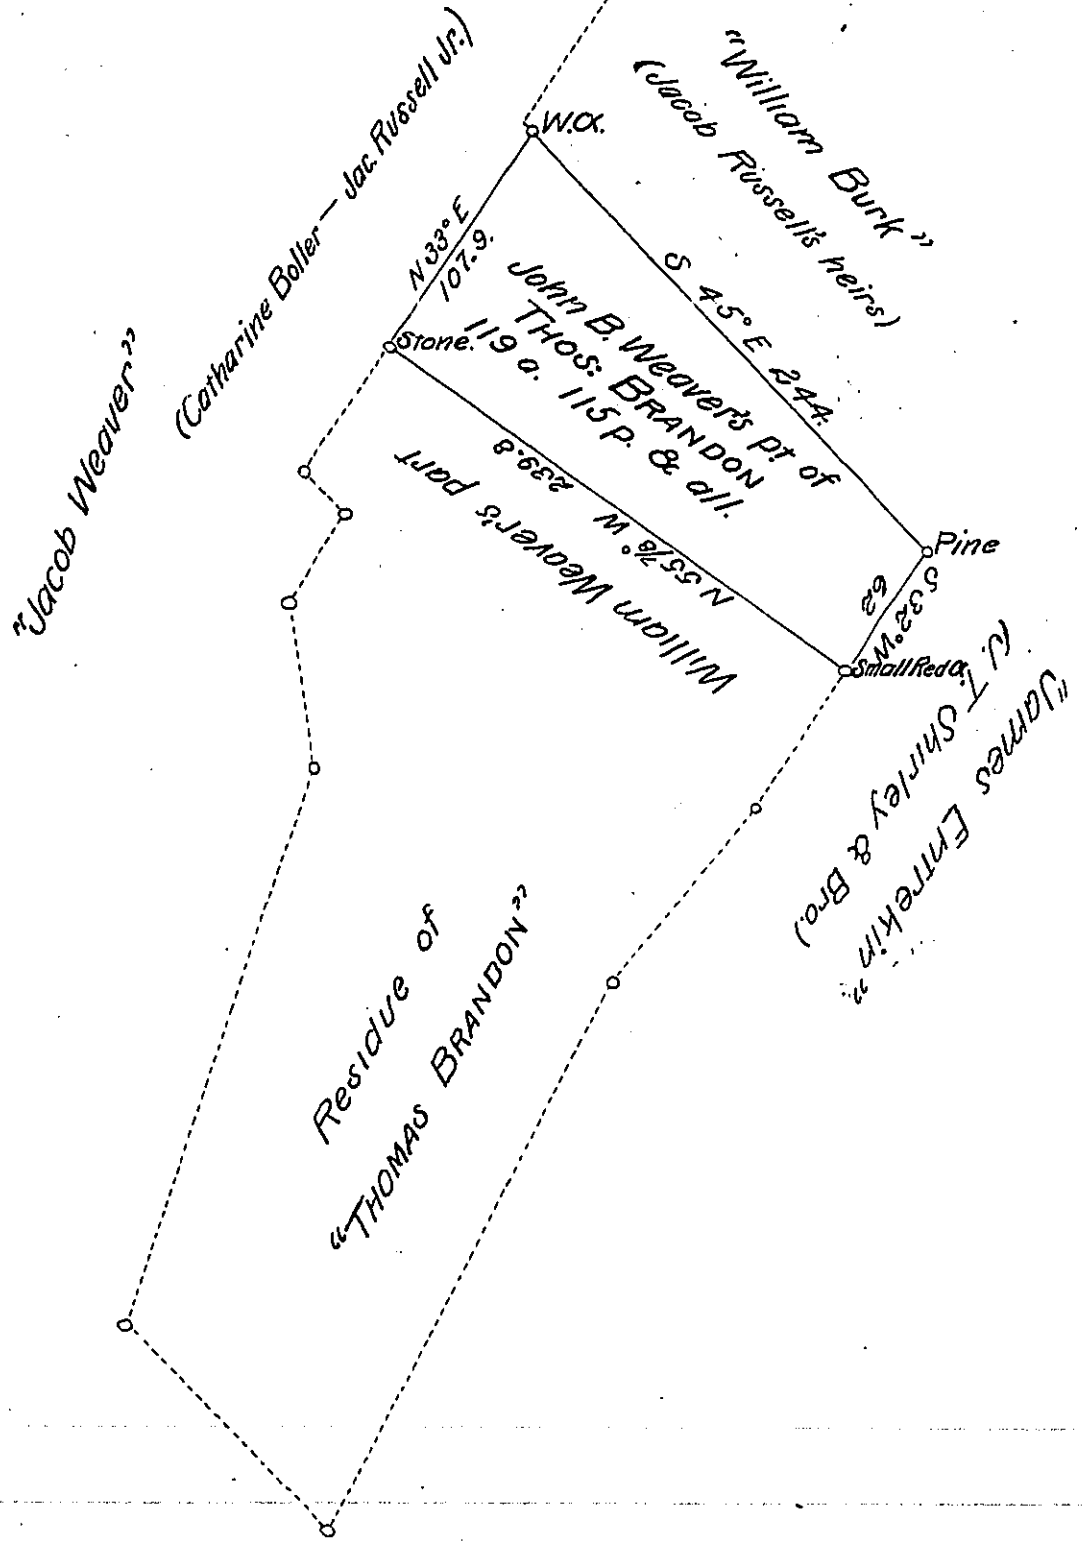 "William Burk"
(Jacob Russell's heirs)
(Catharine Boller — Jac. Russell Jr.)
"Jacob Weaver"
W.O.
N 33° E
107.9.
S 45° E 244.
Stone.
John B. Weaver's pt of
THOS: BRANDON
119 a. 115 p. & all.
N 55⅞° W
239.8
William Weaver's part
Pine
S 32° W
62
Small Red O.
"James Entrekin"
(J. T. Shirley & Bro.)
Residue of
"THOMAS BRANDON"